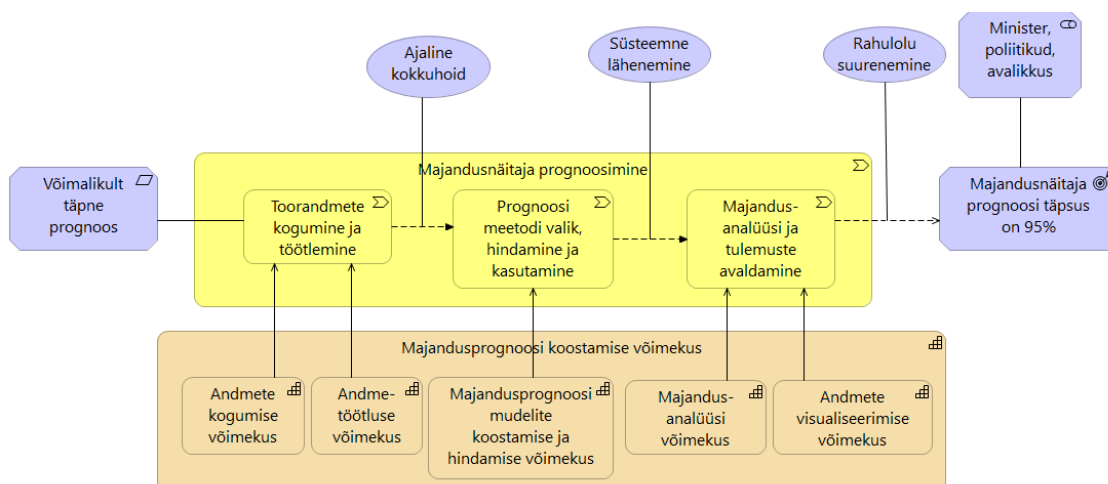 Ajaline
kokkuhoid
Süsteemne
lähenemine
Rahulolu
suurenemine
Minister,
poliitikud,
avalikkus
Võimalikult
täpne
prognoos
Majandusnäitaja prognoosimine
Toorandmete
kogumine ja
töötlemine
Prognoosi
meetodi valik,
hindamine ja
kasutamine
Majandus-
analüüsi ja
tulemuste
avaldamine
Majandusnäitaja
prognoosi täpsus
on 95%
Majandusprognoosi koostamise võimekus
Andmete
kogumise
võimekus
Andme-
töötluse
võimekus
Majandusprognoosi
mudelite
koostamise ja
hindamise võimekus
Majandus-
analüüsi
võimekus
Andmete
visualiseerimise
võimekus